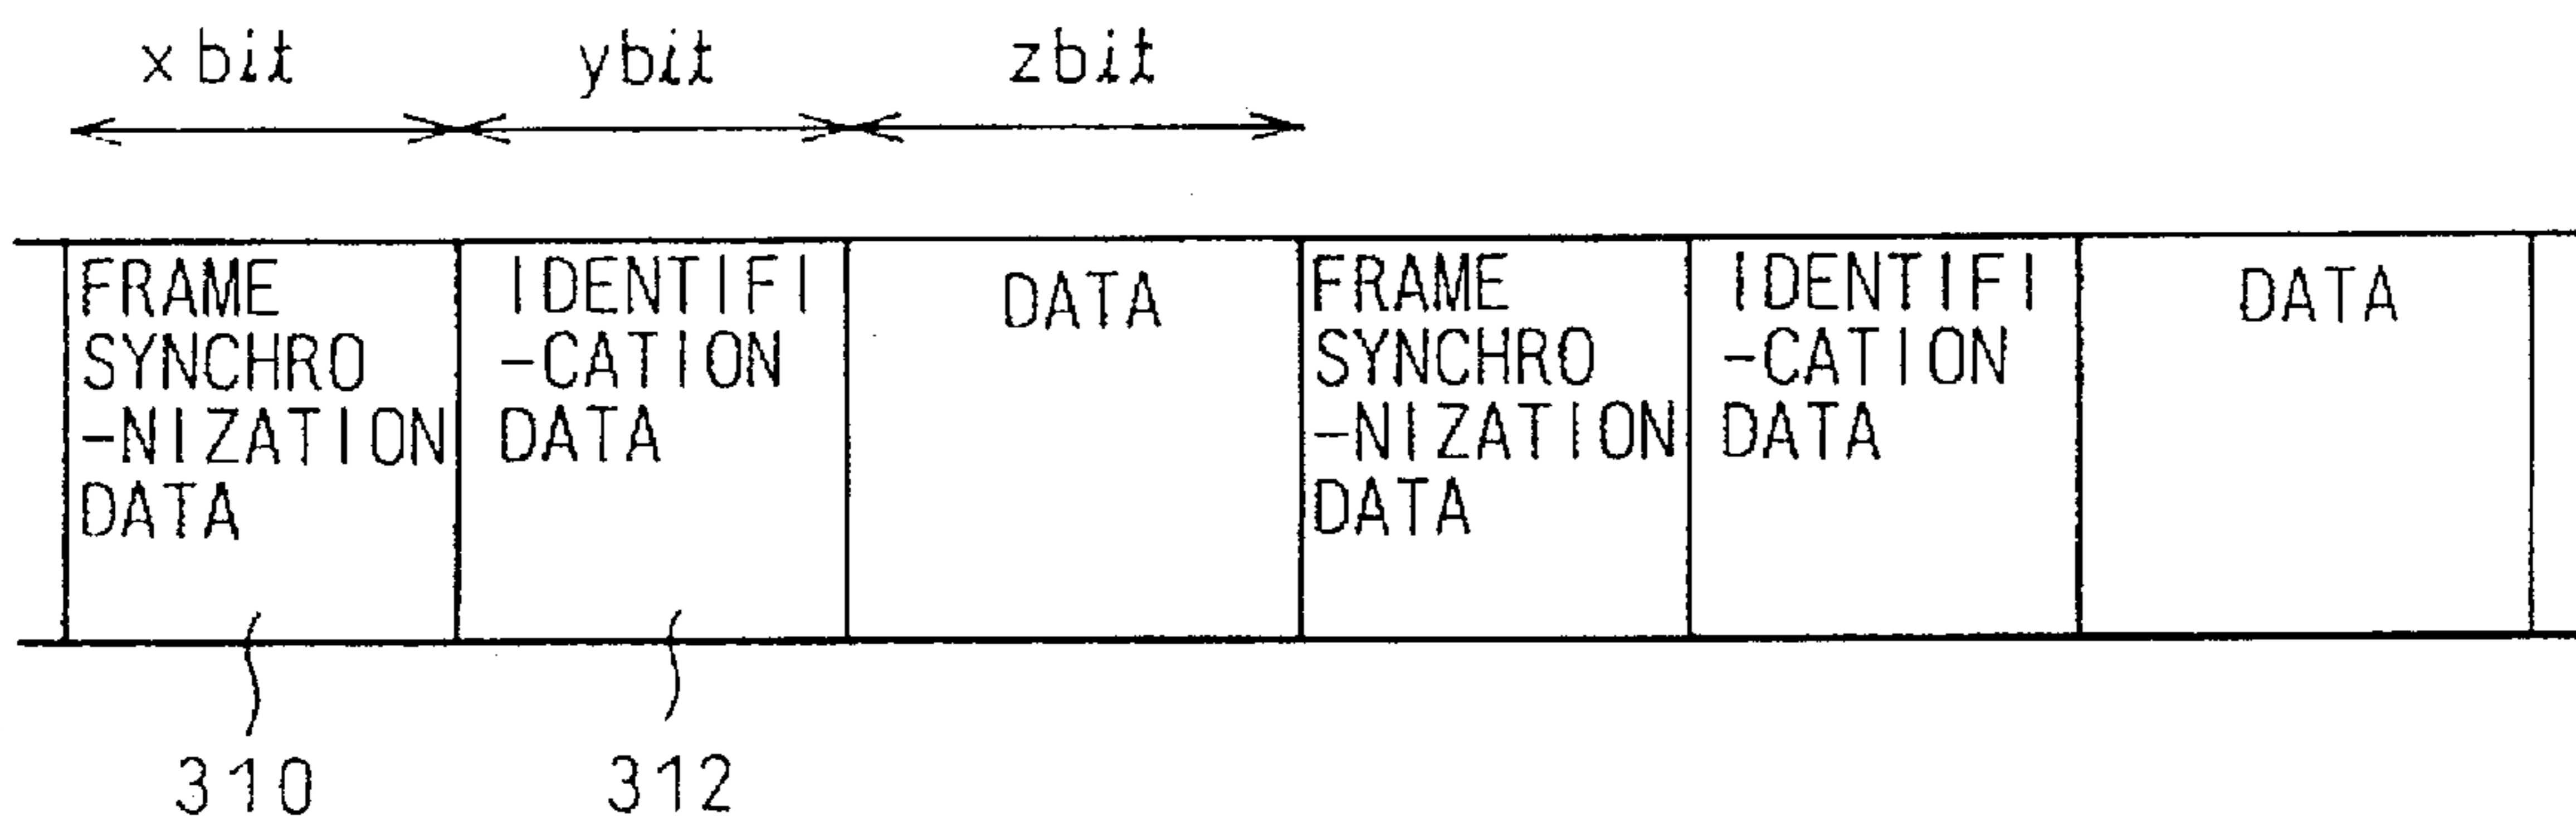 x bit
ybit
zbit
FRAME
SYNCHRO
-NIZATION
DATA
IDENTIFI
-CATION
DATA
DATA
FRAME
SYNCHRO
-NIZATION
DATA
IDENTIFI
-CATION
DATA
DATA
310
312